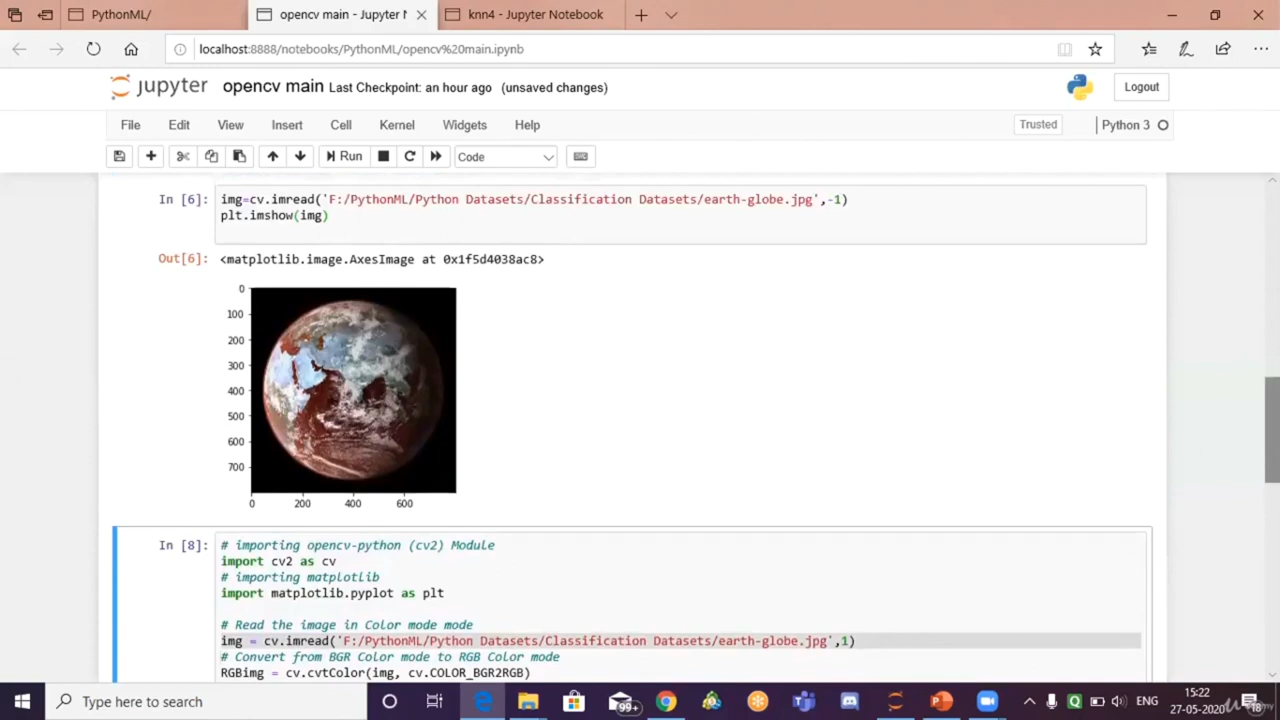 PythonML/
opencv main - Jupyter N
knn4 - Jupyter Notebook
localhost:8888/notebooks/PythonML/opencv%20main.ipynb
jupyter opencv main Last Checkpoint: an hour ago (unsaved changes)
Logout
File Edit View Insert Cell Kernel Widgets Help
Trusted
Python 3
Run
Code
In [6]:
img=cv.imread('F:/PythonML/Python Datasets/Classification Datasets/earth-globe.jpg',-1)
plt.imshow(img)
Out[6]:
<matplotlib.image.AxesImage at 0x1f5d4038ac8>
0
100
200
300
400
500
600
700
0 200 400 600
In [8]:
# importing opencv-python (cv2) Module
import cv2 as cv
# importing matplotlib
import matplotlib.pyplot as plt
# Read the image in Color mode mode
img = cv.imread('F:/PythonML/Python Datasets/Classification Datasets/earth-globe.jpg',1)
# Convert from BGR Color mode to RGB Color mode
RGBimg = cv.cvtColor(img, cv.COLOR_BGR2RGB)
Type here to search
99+
ENG
15:22
27-05-2020
18